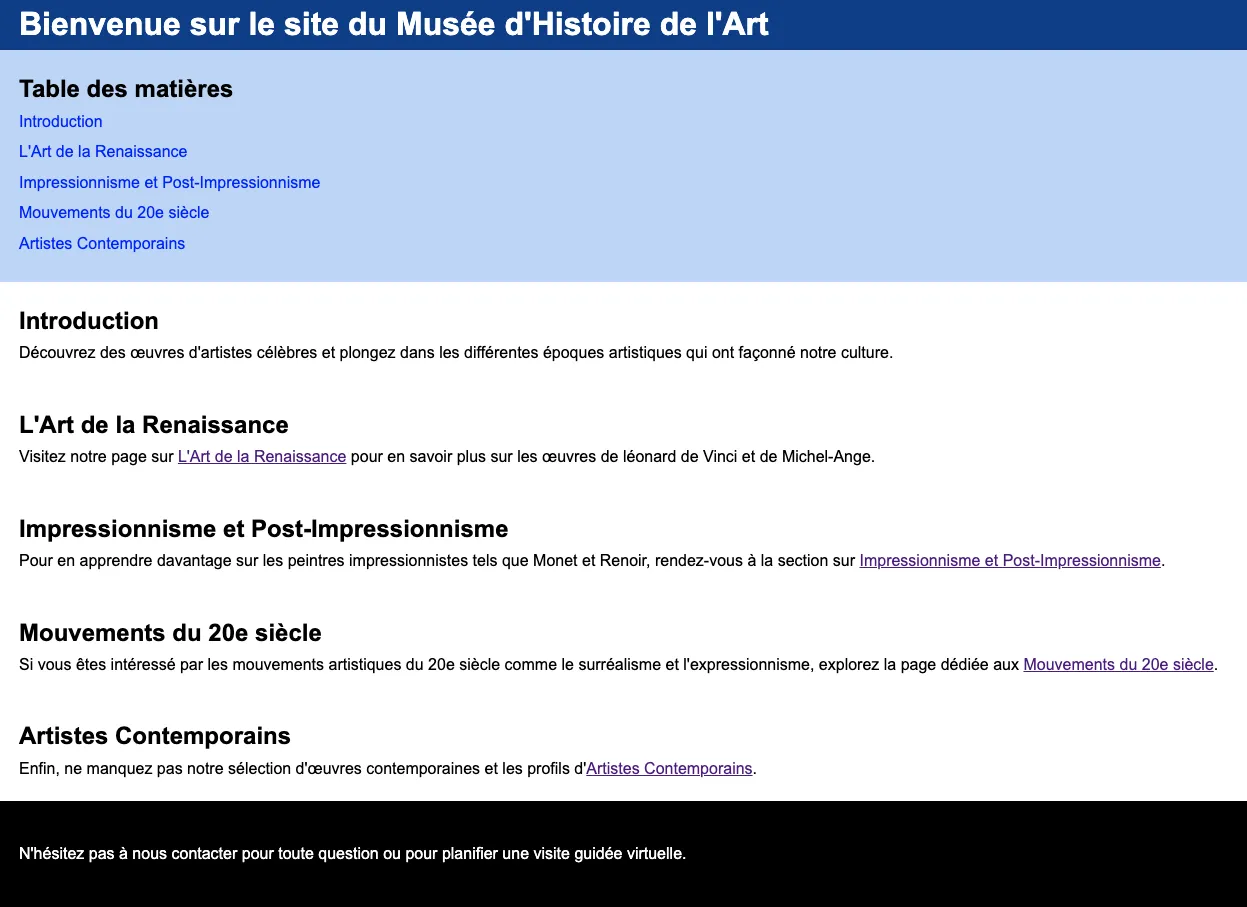 Bienvenue sur le site du Musée d'Histoire de l'Art
Table des matières
Introduction
L'Art de la Renaissance
Impressionnisme et Post-Impressionnisme
Mouvements du 20e siècle
Artistes Contemporains
Introduction
Découvrez des œuvres d'artistes célèbres et plongez dans les différentes époques artistiques qui ont façonné notre culture.
L'Art de la Renaissance
Visitez notre page sur L'Art de la Renaissance pour en savoir plus sur les œuvres de léonard de Vinci et de Michel-Ange.
Impressionnisme et Post-Impressionnisme
Pour en apprendre davantage sur les peintres impressionnistes tels que Monet et Renoir, rendez-vous à la section sur Impressionnisme et Post-Impressionnisme.
Mouvements du 20e siècle
Si vous êtes intéressé par les mouvements artistiques du 20e siècle comme le surréalisme et l'expressionnisme, explorez la page dédiée aux Mouvements du 20e siècle.
Artistes Contemporains
Enfin, ne manquez pas notre sélection d'œuvres contemporaines et les profils d'Artistes Contemporains.
N'hésitez pas à nous contacter pour toute question ou pour planifier une visite guidée virtuelle.